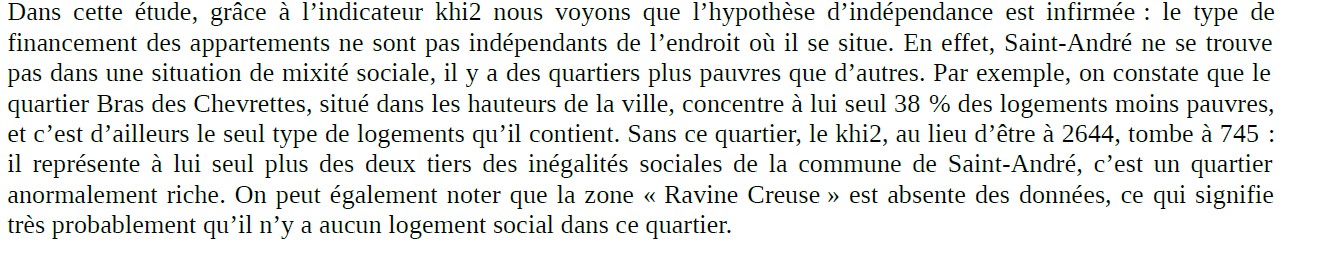 Dans cette étude, grâce à l’indicateur khi2 nous voyons que l’hypothèse d’indépendance est infirmée : le type de
financement des appartements ne sont pas indépendants de l’endroit où il se situe. En effet, Saint-André ne se trouve
pas dans une situation de mixité sociale, il y a des quartiers plus pauvres que d’autres. Par exemple, on constate que le
quartier Bras des Chevrettes, situé dans les hauteurs de la ville, concentre à lui seul 38 % des logements moins pauvres,
et c’est d’ailleurs le seul type de logements qu’il contient. Sans ce quartier, le khi2, au lieu d’être à 2644, tombe à 745 :
il représente à lui seul plus des deux tiers des inégalités sociales de la commune de Saint-André, c’est un quartier
anormalement riche. On peut également noter que la zone « Ravine Creuse » est absente des données, ce qui signifie
très probablement qu’il n’y a aucun logement social dans ce quartier.